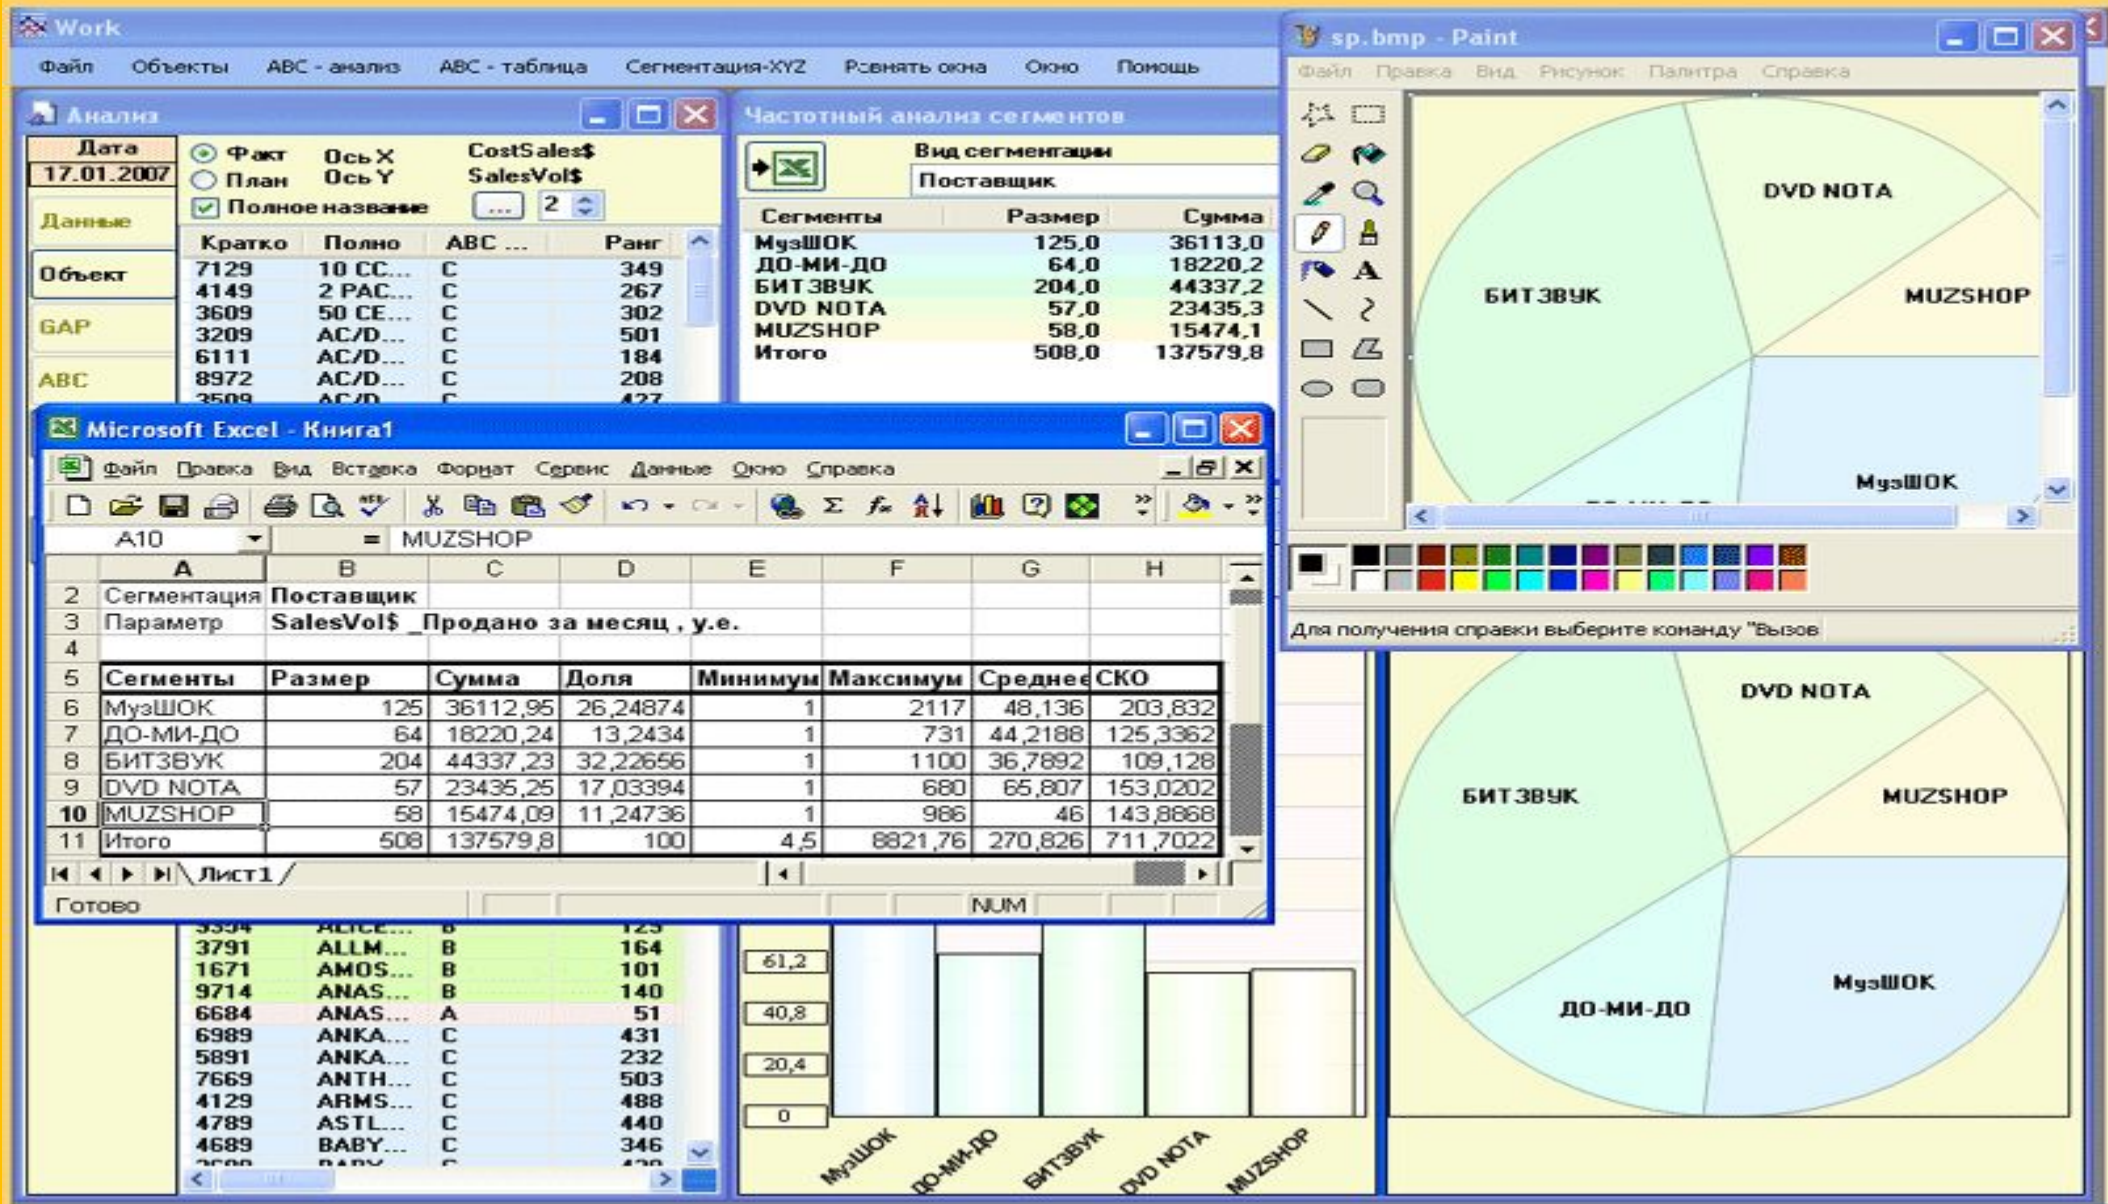 Work
Файл Объекты ABC - анализ ABC - таблица Сегментация-XYZ Равнять окна Окно Помощь
Анализ
Дата
17.01.2007
Факт Ось X CostSales$
План Ось Y SalesVol$
Полное название ... 2
Данные
Объект
GAP
ABC
Кратко Полно ABC ... Ранг
7129 10 CC... C 349
4149 2 PAC... C 267
3609 50 CE... C 302
3209 AC/D... C 501
6111 AC/D... C 184
8972 AC/D... C 208
3509 AC/D... C 427
Частотный анализ сегментов
Вид сегментации
Поставщик
Сегменты Размер Сумма
МузШОК 125,0 36113,0
ДО-МИ-ДО 64,0 18220,2
БИТЗВУК 204,0 44337,2
DVD NOTA 57,0 23435,3
MUZSHOP 58,0 15474,1
Итого 508,0 137579,8
sp.bmp - Paint
Файл Правка Вид Рисунок Палитра Справка
DVD NOTA
БИТЗВУК
MUZSHOP
МузШОК
Для получения справки выберите команду "Вызов
Microsoft Excel - Книга1
Файл Правка Вид Вставка Формат Сервис Данные Окно Справка
A10 = MUZSHOP
A B C D E F G H
2 Сегментация Поставщик
3 Параметр SalesVol$ _Продано за месяц , у.е.
4
5 Сегменты Размер Сумма Доля Минимум Максимум Среднее СКО
6 МузШОК 125 36112,95 26,24874 1 2117 48,136 203,832
7 ДО-МИ-ДО 64 18220,24 13,2434 1 731 44,2188 125,3362
8 БИТЗВУК 204 44337,23 32,22656 1 1100 36,7892 109,128
9 DVD NOTA 57 23435,25 17,03394 1 680 65,807 153,0202
10 MUZSHOP 58 15474,09 11,24736 1 986 46 143,8868
11 Итого 508 137579,8 100 4,5 8821,76 270,826 711,7022
Лист1
Готово NUM
3791 ALLM... B 164
1671 AMOS... B 101
9714 ANAS... B 140
6684 ANAS... A 51
6989 ANKA... C 431
5891 ANKA... C 232
7669 ANTH... C 503
4129 ARMS... C 488
4789 ASTL... C 440
4689 BABY... C 346
61,2
40,8
20,4
0
МузШОК ДО-МИ-ДО БИТЗВУК DVD NOTA MUZSHOP
DVD NOTA
БИТЗВУК
MUZSHOP
МузШОК
ДО-МИ-ДО